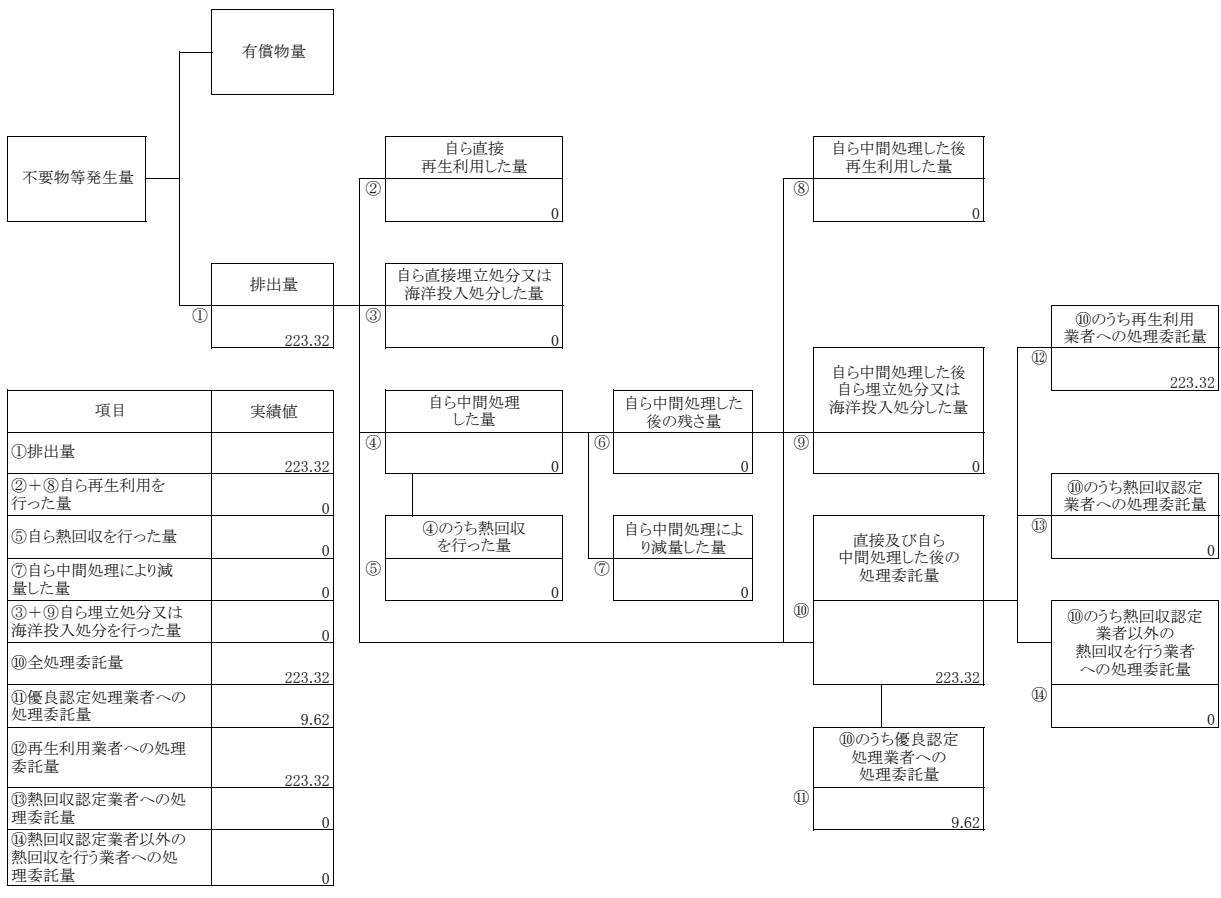 有償物量
不要物等発生量
排出量
①
223.32
自ら直接
再生利用した量
②
0
自ら直接埋立処分又は
海洋投入処分した量
③
0
自ら中間処理
した量
④
0
④のうち熱回収
を行った量
⑤
0
自ら中間処理した
後の残さ量
⑥
0
自ら中間処理によ
り減量した量
⑦
0
自ら中間処理した後
再生利用した量
⑧
0
自ら中間処理した後
自ら埋立処分又は
海洋投入処分した量
⑨
0
直接及び自ら
中間処理した後の
処理委託量
⑩
223.32
⑩のうち優良認定
処理業者への
処理委託量
⑪
9.62
⑩のうち再生利用
業者への処理委託量
⑫
223.32
⑩のうち熱回収認定
業者への処理委託量
⑬
0
⑩のうち熱回収認定
業者以外の
熱回収を行う業者
への処理委託量
⑭
0
項目 実績値
①排出量
223.32
②＋⑧自ら再生利用を
行った量
0
⑤自ら熱回収を行った量
0
⑦自ら中間処理により減
量した量
0
③＋⑨自ら埋立処分又は
海洋投入処分を行った量
0
⑩全処理委託量
223.32
⑪優良認定処理業者への
処理委託量
9.62
⑫再生利用業者への処理
委託量
223.32
⑬熱回収認定業者への処
理委託量
0
⑭熱回収認定業者以外の
熱回収を行う業者への処
理委託量
0